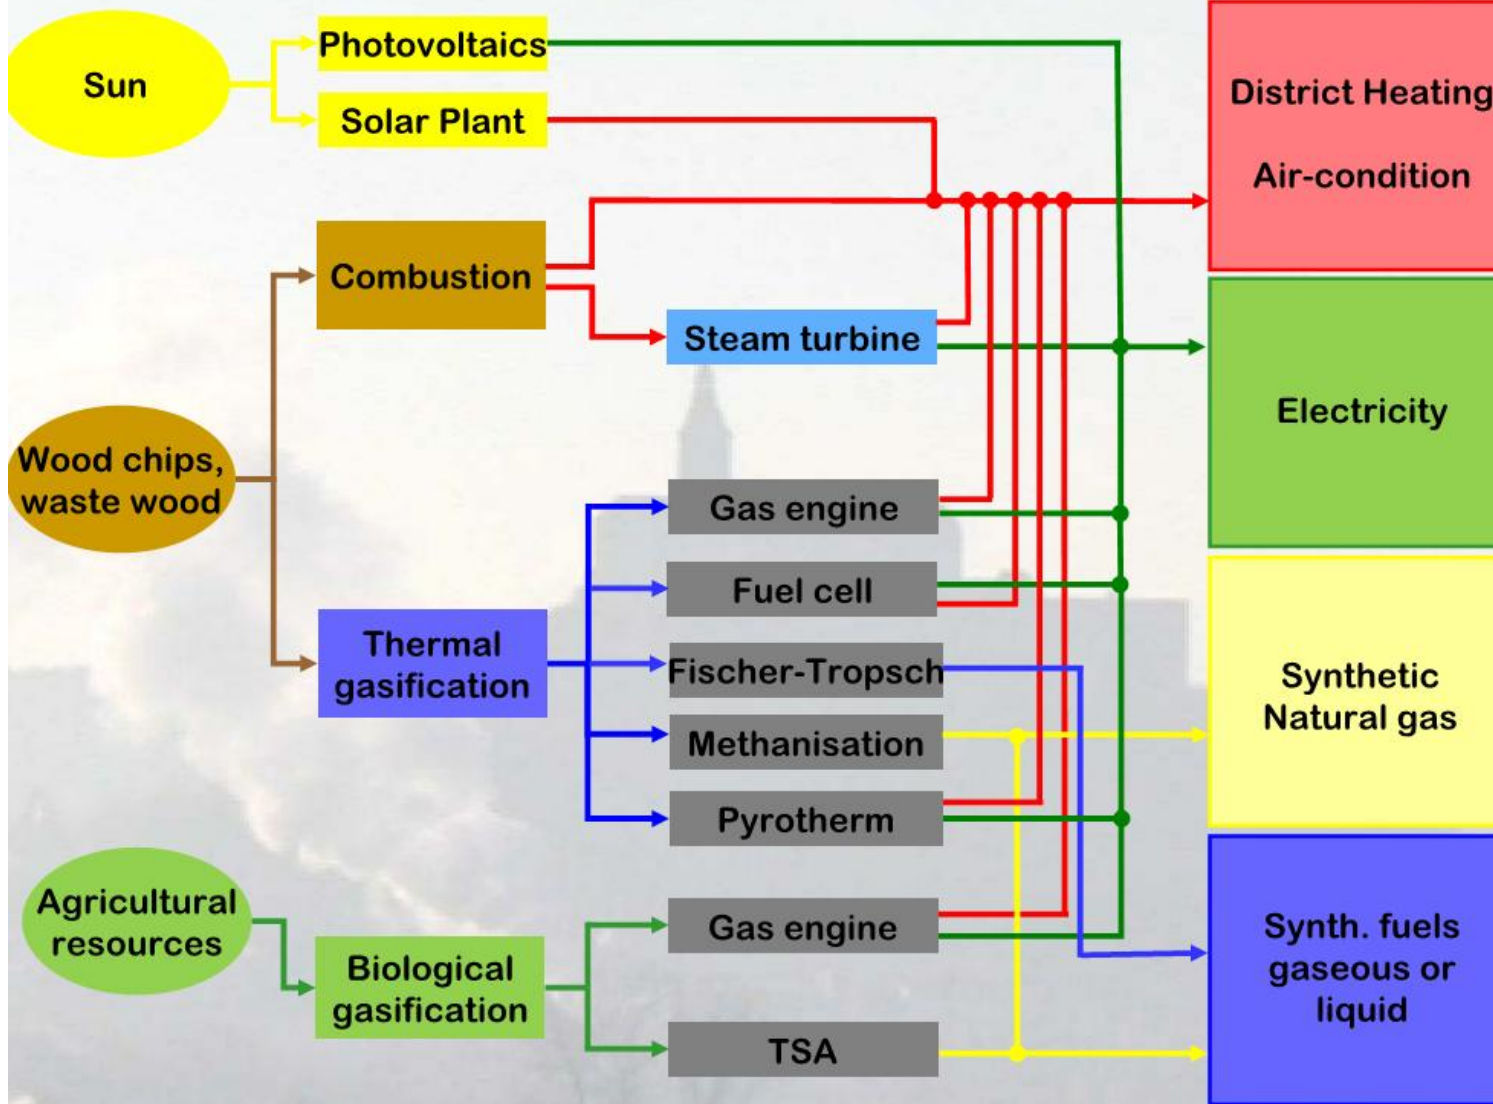 Sun
Photovoltaics
Solar Plant
District Heating
Air-condition
Combustion
Steam turbine
Electricity
Wood chips,
waste wood
Gas engine
Fuel cell
Thermal
gasification
Fischer-Tropsch
Methanisation
Pyrotherm
Synthetic
Natural gas
Agricultural
resources
Biological
gasification
Gas engine
TSA
Synth. fuels
gaseous or
liquid